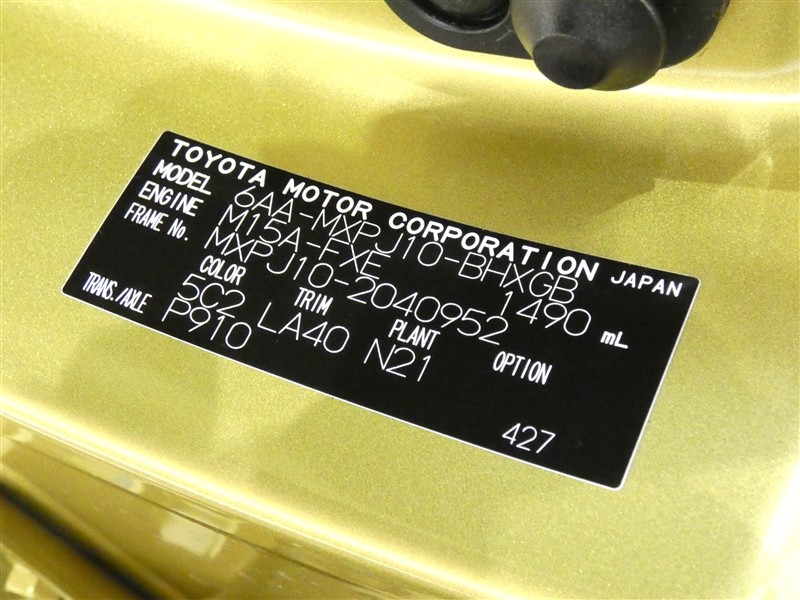 TOYOTA MOTOR CORPORATION JAPAN
MODEL 6AA-MXPJ10-BHXGB
ENGINE M15A-FXE 1490 mL
FRAME No. MXPJ10-2040952
COLOR TRIM PLANT OPTION
5C2 LA40 N21
TRANS./AXLE P910
427